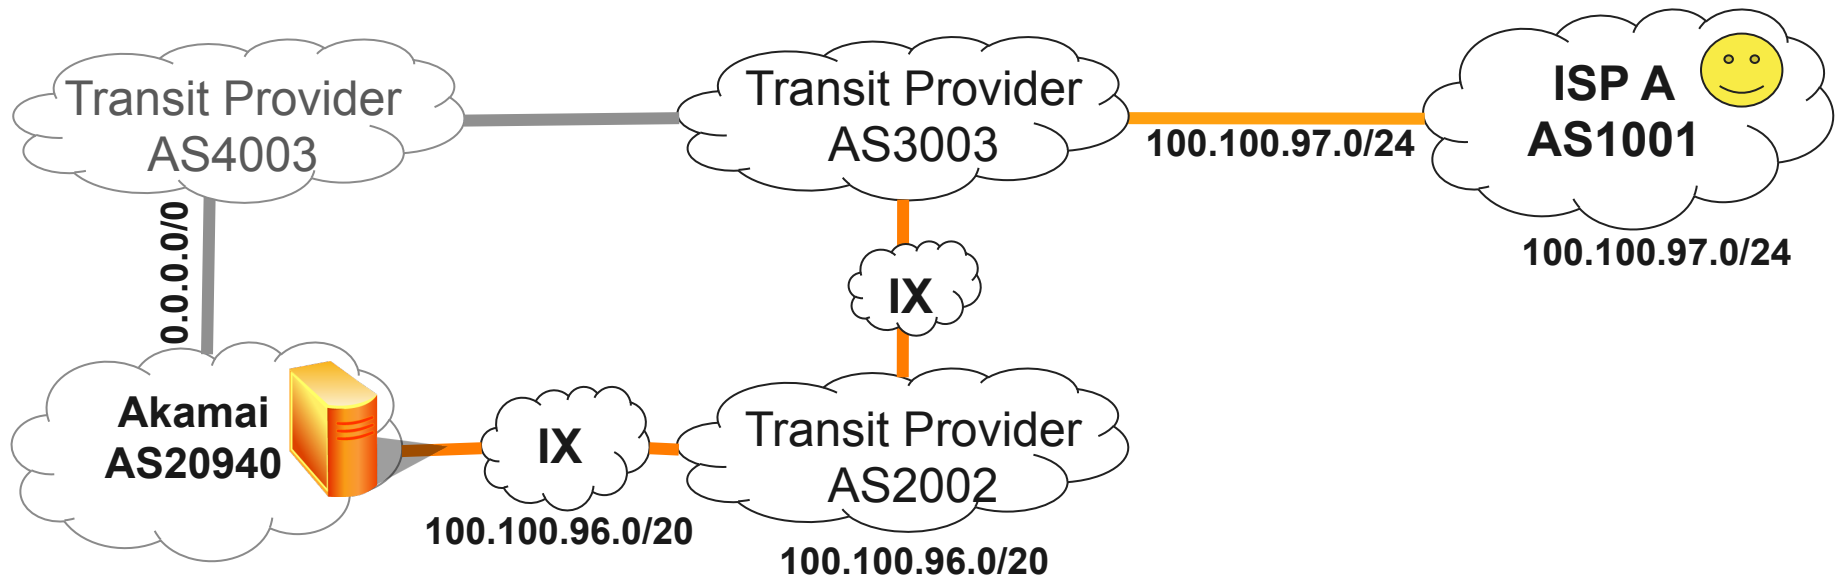 Transit Provider
AS4003
Transit Provider
AS3003
100.100.97.0/24
ISP A
AS1001
100.100.97.0/24
0.0.0.0/0
IX
Akamai
AS20940
IX
100.100.96.0/20
Transit Provider
AS2002
100.100.96.0/20